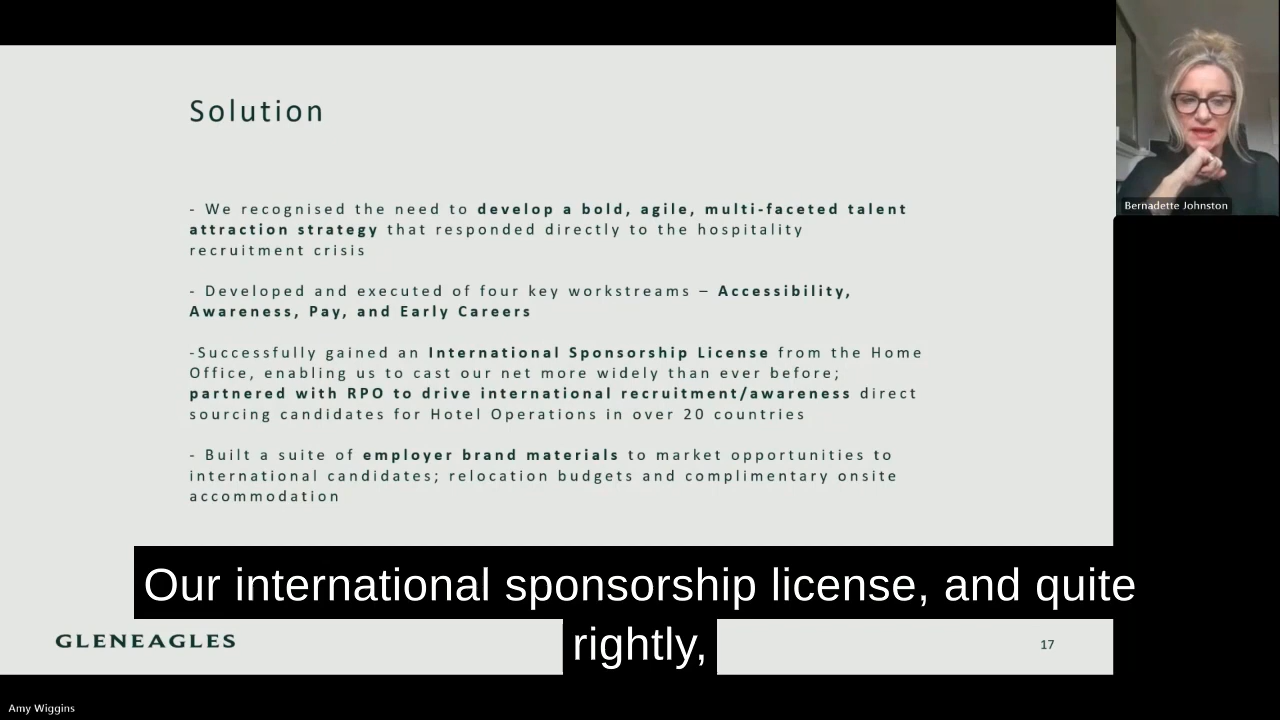 Solution
- We recognised the need to develop a bold, agile, multi-faceted talent
attraction strategy that responded directly to the hospitality
recruitment crisis
- Developed and executed of four key workstreams – Accessibility,
Awareness, Pay, and Early Careers
-Successfully gained an International Sponsorship License from the Home
Office, enabling us to cast our net more widely than ever before;
partnered with RPO to drive international recruitment/awareness direct
sourcing candidates for Hotel Operations in over 20 countries
- Built a suite of employer brand materials to market opportunities to
international candidates; relocation budgets and complimentary onsite
accommodation
Bernadette Johnston
Our international sponsorship license, and quite
rightly,
GLENEAGLES
17
Amy Wiggins